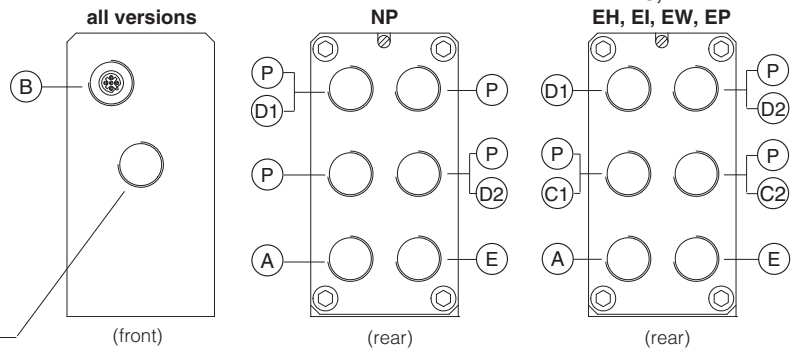 all versions
NP
EH, EI, EW, EP
B
P
D1
P
P
P
D2
A
E
D1
P
D2
P
C1
P
C2
A
E
(front)
(rear)
(rear)